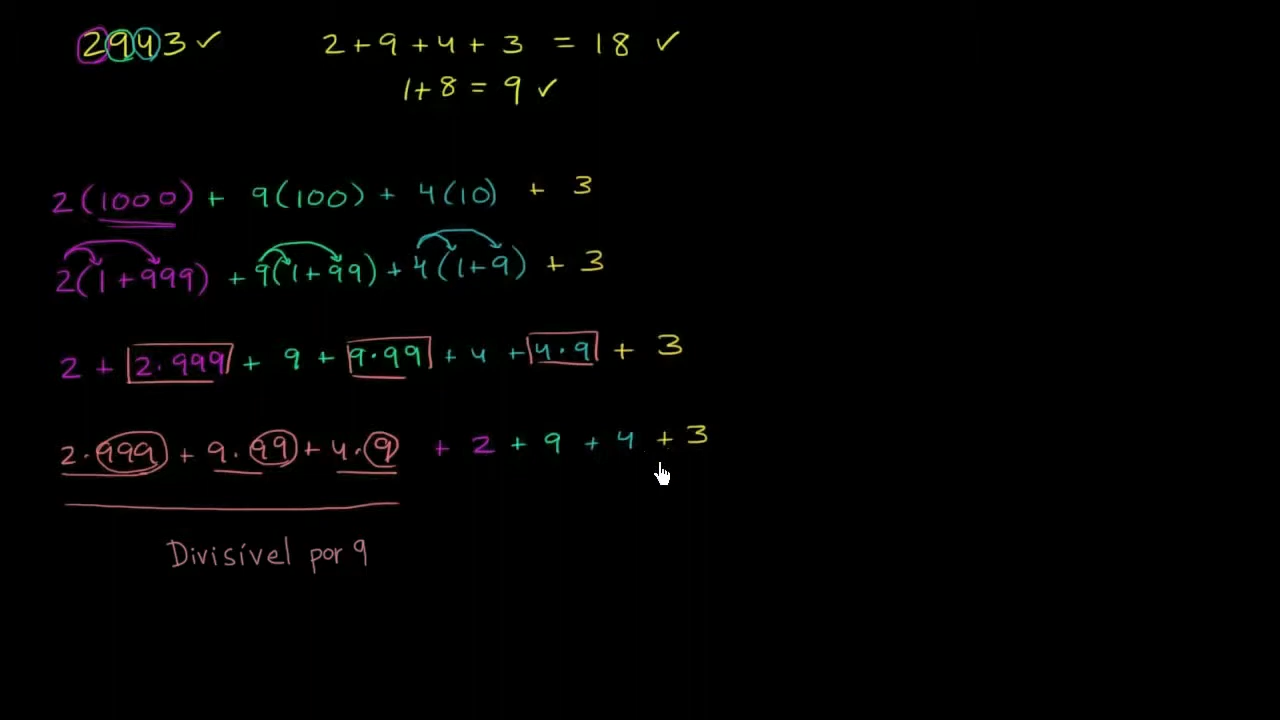 2943 ✓ 2 + 9 + 4 + 3 = 18 ✓
1 + 8 = 9 ✓
2(1000) + 9(100) + 4(10) + 3
2(1+999) + 9(1+99) + 4(1+9) + 3
2 + 2·999 + 9 + 9·99 + 4 + 4·9 + 3
2·999 + 9·99 + 4·9 + 2 + 9 + 4 + 3
Divisível por 9